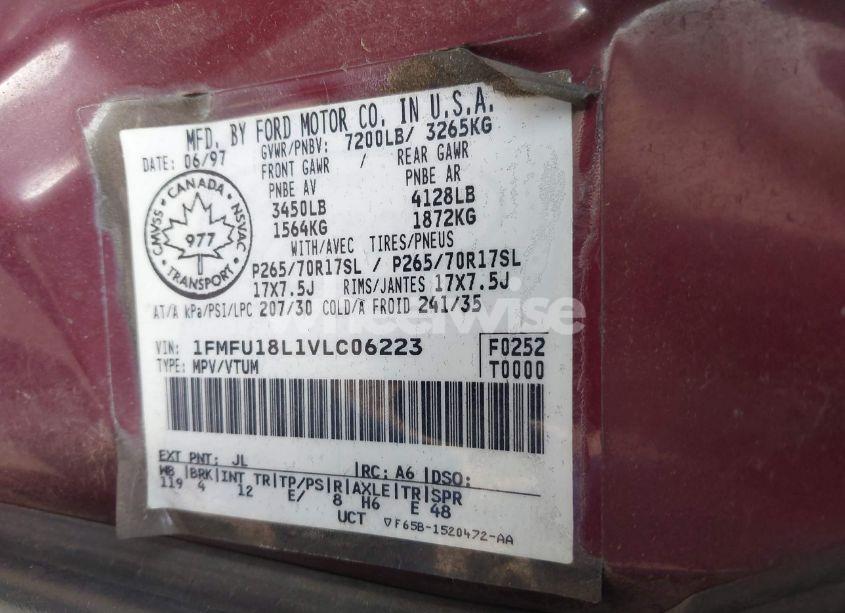 MFD. BY FORD MOTOR CO. IN U.S.A.
DATE: 06/97 GVWR/PNBV: 7200LB/ 3265KG
FRONT GAWR / REAR GAWR
PNBE AV PNBE AR
3450LB 4128LB
1564KG 1872KG
WITH/AVEC TIRES/PNEUS
P265/70R17SL / P265/70R17SL
17X7.5J RIMS/JANTES 17X7.5J
AT/A kPa/PSI/LPC 207/30 COLD/A FROID 241/35
CANADA
CMVSS NSVAC
977
TRANSPORT
wheelwise
VIN: 1FMFU18L1VLC06223 F0252
TYPE: MPV/VTUM T0000
EXT PNT: JL |RC: A6 |DSO:
WB |BRK|INT TR|TP/PS|R|AXLE|TR|SPR
119 4 12 E/ 8 H6 E 48
UCT ▽F65B-1520472-AA